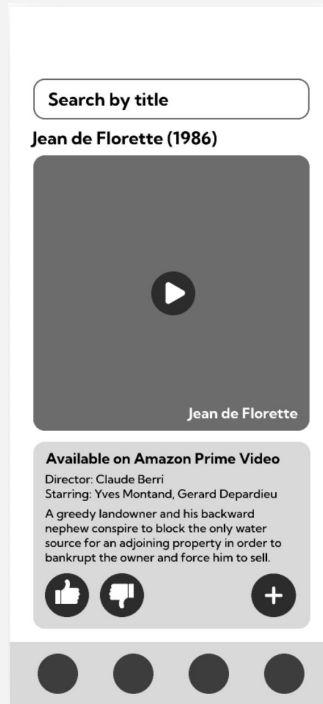 Search by title
Jean de Florette (1986)
Jean de Florette
Available on Amazon Prime Video
Director: Claude Berri
Starring: Yves Montand, Gerard Depardieu
A greedy landowner and his backward
nephew conspire to block the only water
source for an adjoining property in order to
bankrupt the owner and force him to sell.